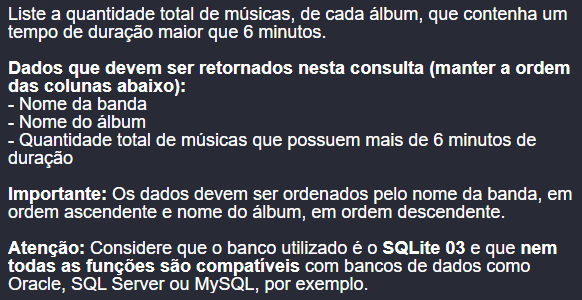 Liste a quantidade total de músicas, de cada álbum, que contenha um
tempo de duração maior que 6 minutos.
Dados que devem ser retornados nesta consulta (manter a ordem
das colunas abaixo):
- Nome da banda
- Nome do álbum
- Quantidade total de músicas que possuem mais de 6 minutos de
duração
Importante: Os dados devem ser ordenados pelo nome da banda, em
ordem ascendente e nome do álbum, em ordem descendente.
Atenção: Considere que o banco utilizado é o SQLite 03 e que nem
todas as funções são compatíveis com bancos de dados como
Oracle, SQL Server ou MySQL, por exemplo.